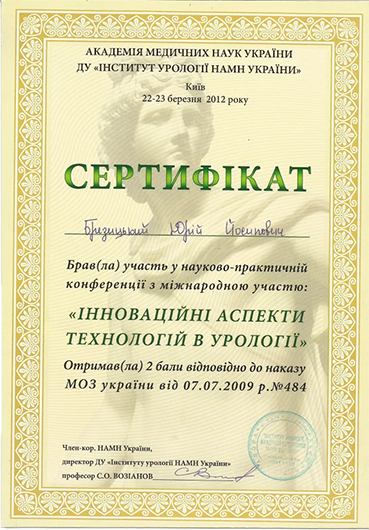 АКАДЕМІЯ МЕДИЧНИХ НАУК УКРАЇНИ
ДУ «ІНСТИТУТ УРОЛОГІЇ НАМН УКРАЇНИ»
Київ
22-23 березня 2012 року
СЕРТИФІКАТ
Юрій Йосипович
Брав(ла) участь у науково-практичній
конференції з міжнародною участю:
«ІННОВАЦІЙНІ АСПЕКТИ
ТЕХНОЛОГІЙ В УРОЛОГІЇ»
Отримав(ла) 2 бали відповідно до наказу
МОЗ україни від 07.07.2009 р.№484
Член-кор. НАМН України,
директор ДУ «Інституту урології НАМН України»
професор С.О. ВОЗІАНОВ